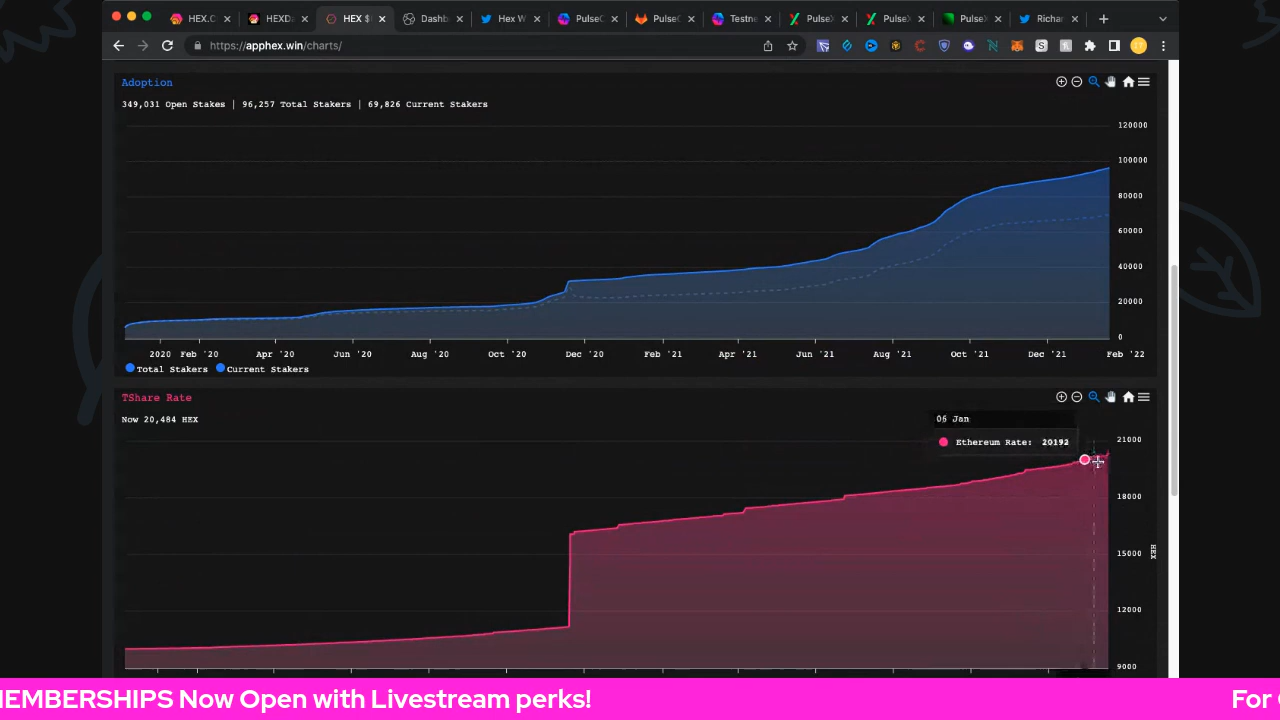 HEX.C
HEXDa
HEX $
Dashb
Hex W
PulseC
PulseC
Testne
PulseX
PulseX
PulseX
Richar
https://apphex.win/charts/
Adoption
349,031 Open Stakes | 96,257 Total Stakers | 69,826 Current Stakers
120000
100000
80000
60000
40000
20000
0
2020 Feb '20 Apr '20 Jun '20 Aug '20 Oct '20 Dec '20 Feb '21 Apr '21 Jun '21 Aug '21 Oct '21 Dec '21 Feb '22
Total Stakers Current Stakers
TShare Rate
Now 20,484 HEX
06 Jan
Ethereum Rate: 20192
21000
18000
15000
HEX
12000
9000
MEMBERSHIPS Now Open with Livestream perks!
For